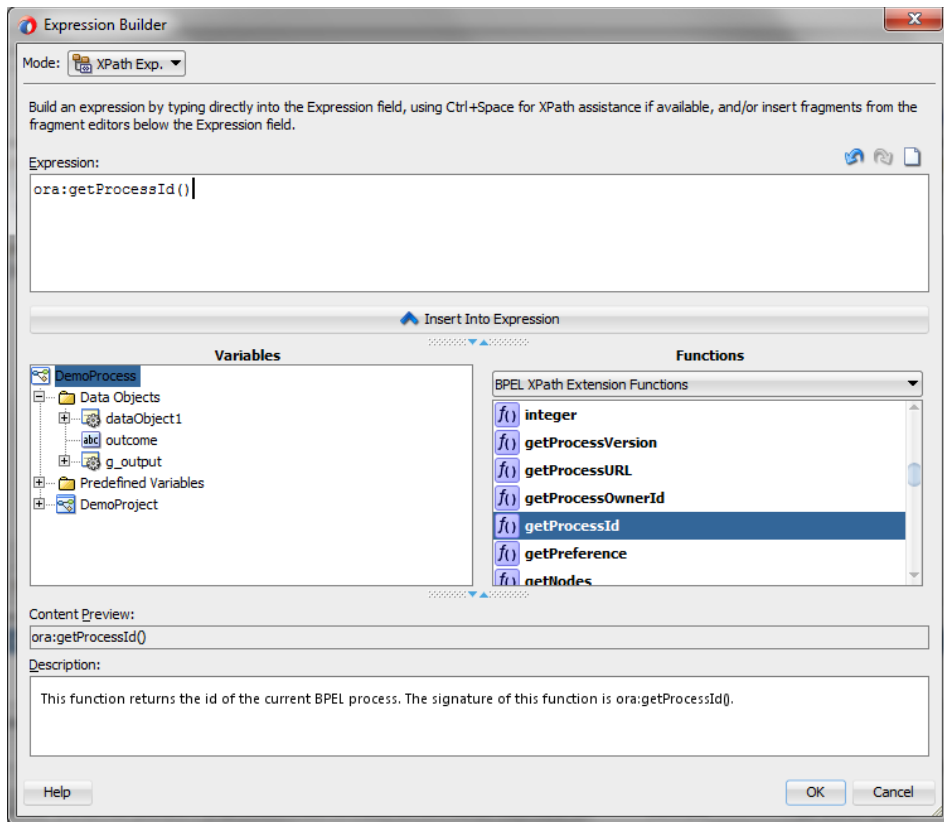 Expression Builder
Mode: XPath Exp.
Build an expression by typing directly into the Expression field, using Ctrl+Space for XPath assistance if available, and/or insert fragments from the
fragment editors below the Expression field.
Expression:
ora:getProcessId()
Insert Into Expression
Variables
DemoProcess
Data Objects
dataObject1
abc outcome
g_output
Predefined Variables
DemoProject
Functions
BPEL XPath Extension Functions
f() integer
f() getProcessVersion
f() getProcessURL
f() getProcessOwnerId
f() getProcessId
f() getPreference
f() getNodes
Content Preview:
ora:getProcessId()
Description:
This function returns the id of the current BPEL process. The signature of this function is ora:getProcessId().
Help
OK
Cancel